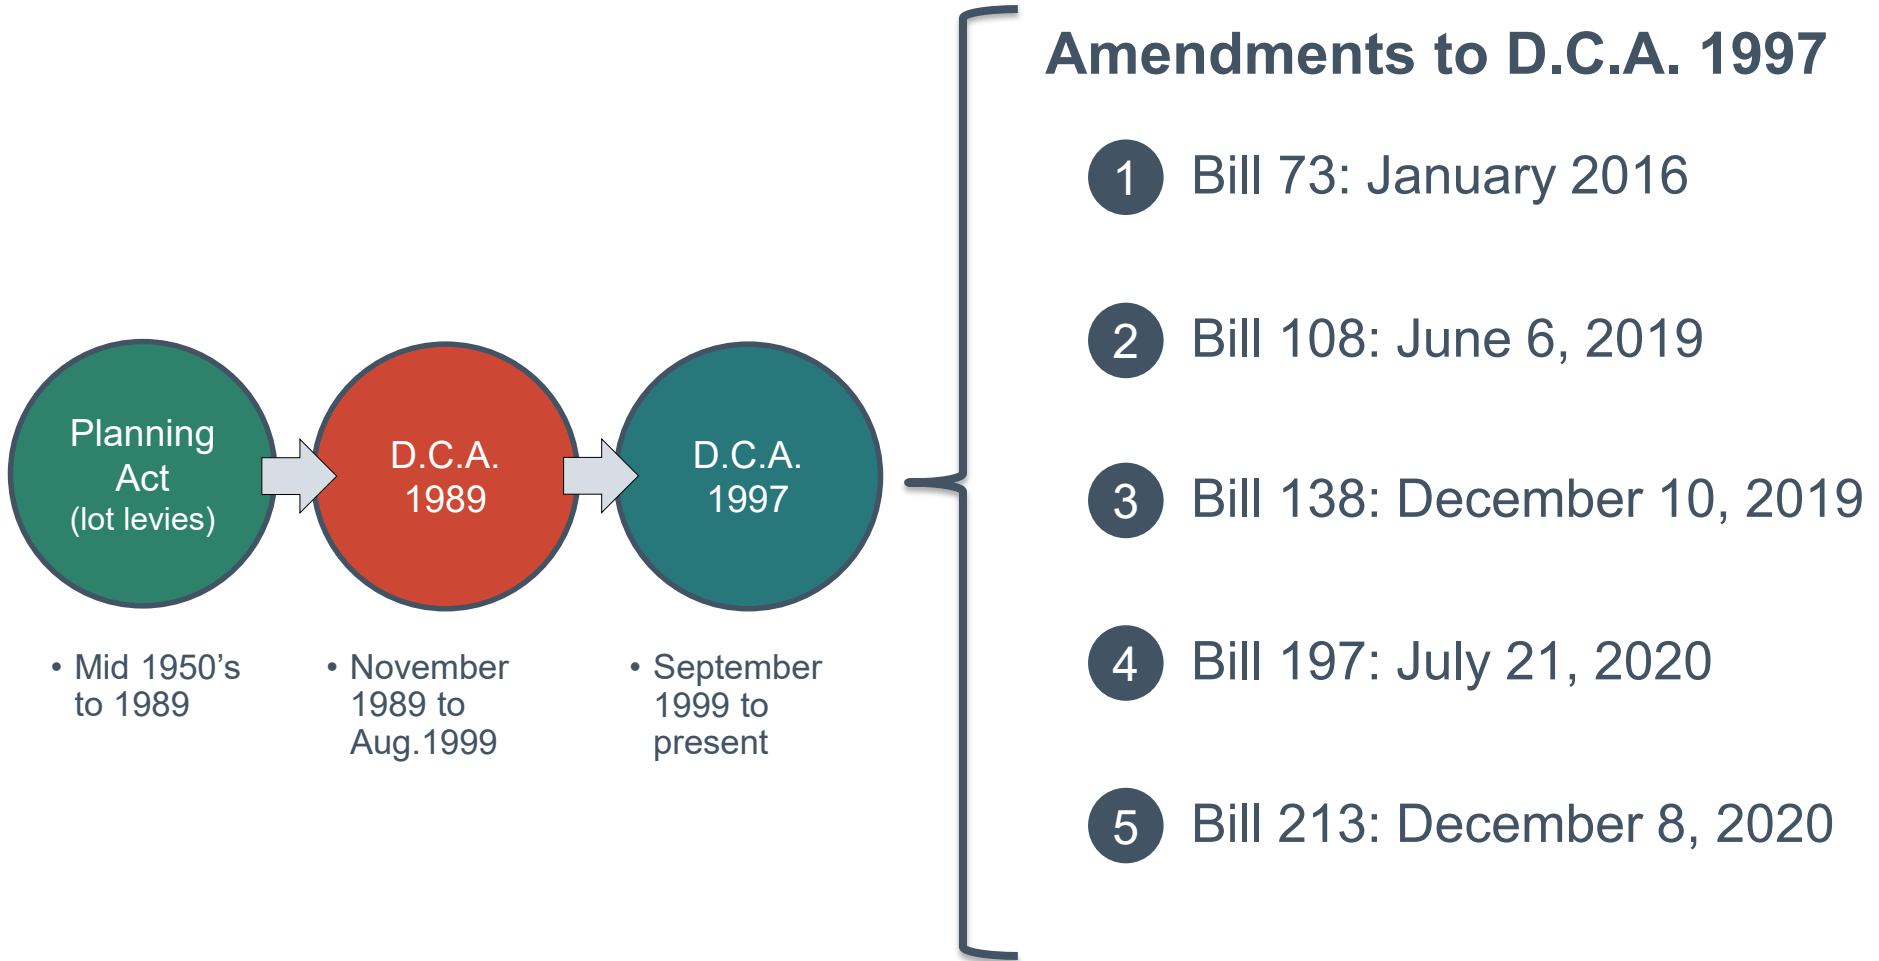 Planning
Act
(lot levies)
• Mid 1950's
to 1989
D.C.A.
1989
• November
1989 to
Aug.1999
D.C.A.
1997
• September
1999 to
present
Amendments to D.C.A. 1997
1 Bill 73: January 2016
2 Bill 108: June 6, 2019
3 Bill 138: December 10, 2019
4 Bill 197: July 21, 2020
5 Bill 213: December 8, 2020